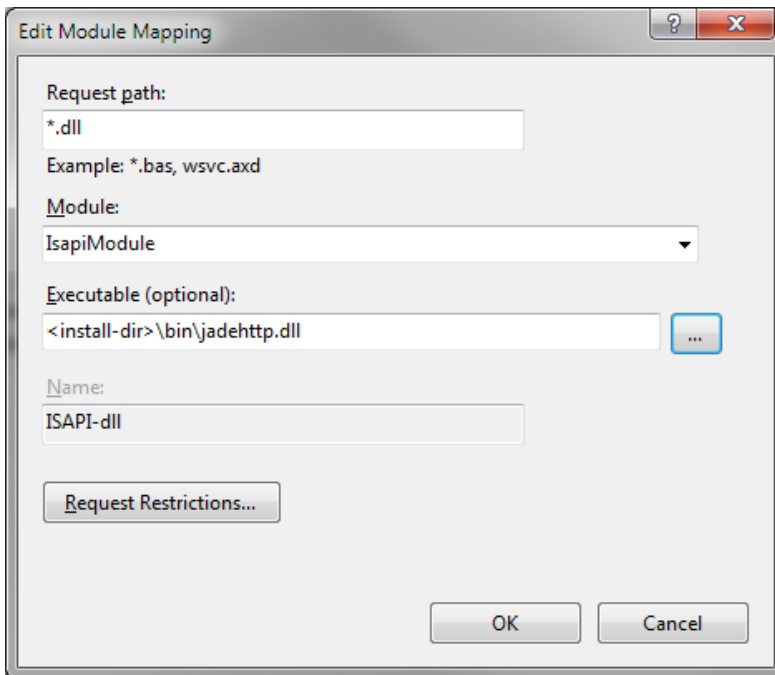 Edit Module Mapping
?
X
Request path:
*.dll
Example: *.bas, wsvc.axd
Module:
IsapiModule
Executable (optional):
<install-dir>\bin\jadehttp.dll
...
Name:
ISAPI-dll
Request Restrictions...
OK Cancel